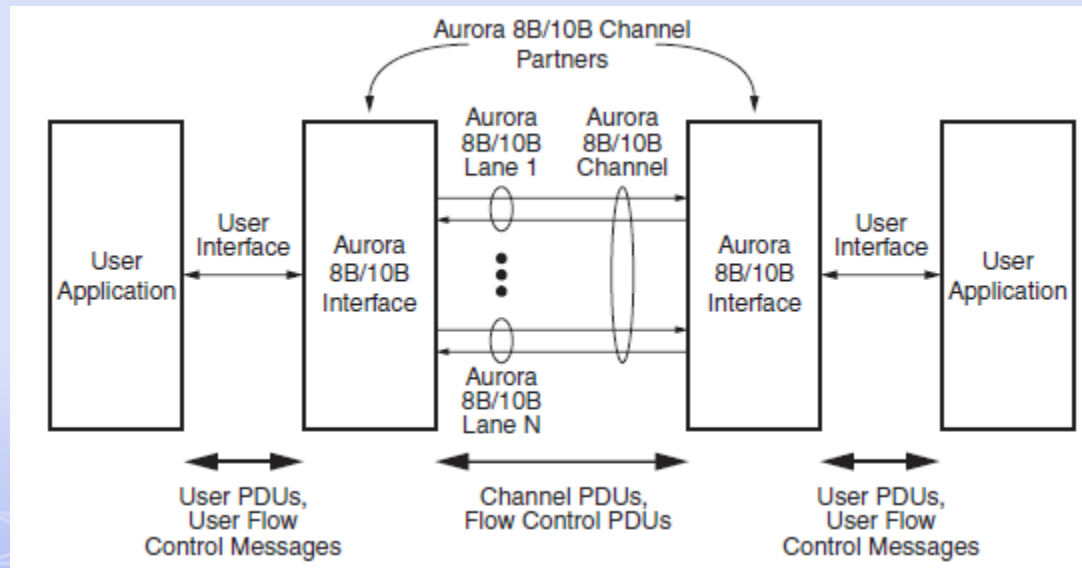 Aurora 8B/10B Channel
Partners
Aurora
8B/10B
Lane 1
Aurora
8B/10B
Channel
User
Application
User
Interface
Aurora
8B/10B
Interface
Aurora
8B/10B
Interface
User
Interface
User
Application
Aurora
8B/10B
Lane N
User PDUs,
User Flow
Control Messages
Channel PDUs,
Flow Control PDUs
User PDUs,
User Flow
Control Messages